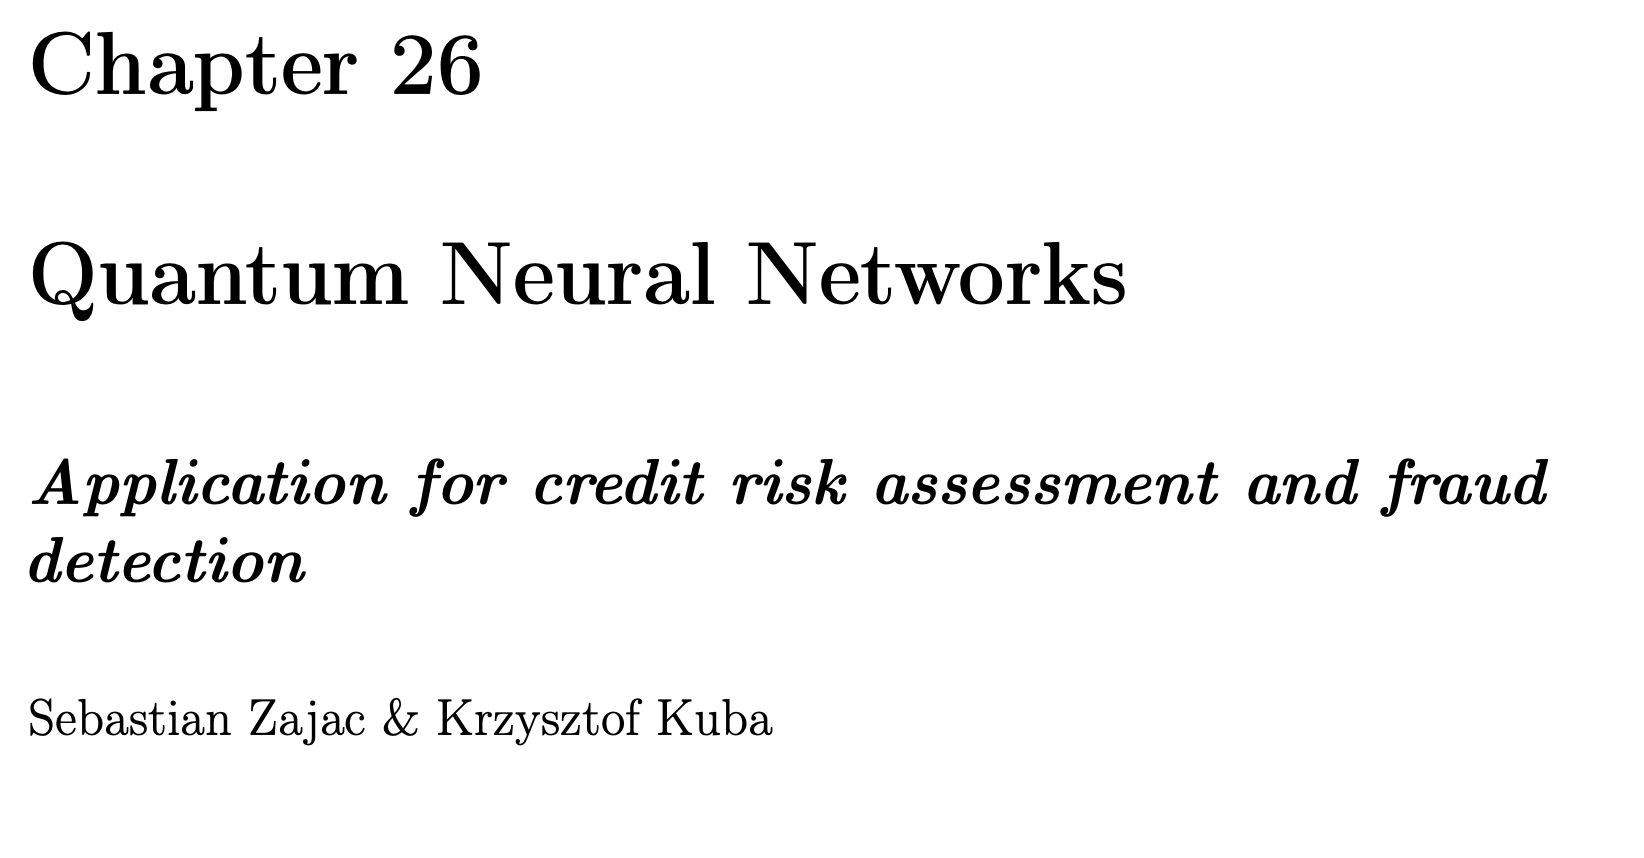 Chapter 26
Quantum Neural Networks
Application for credit risk assessment and fraud
detection
Sebastian Zajac & Krzysztof Kuba